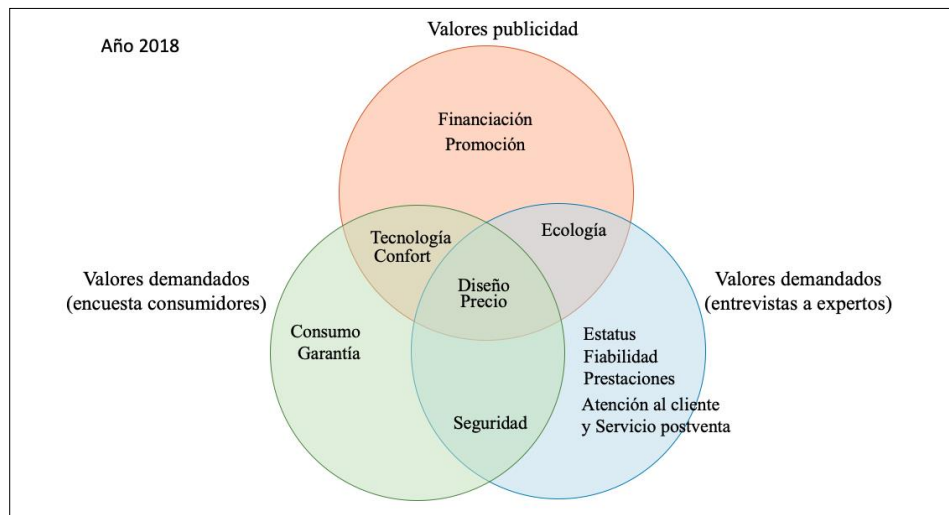 Año 2018
Valores publicidad
Financiación
Promoción
Tecnología
Confort
Ecología
Diseño
Precio
Valores demandados
(encuesta consumidores)
Valores demandados
(entrevistas a expertos)
Consumo
Garantía
Estatus
Fiabilidad
Prestaciones
Atención al cliente
y Servicio postventa
Seguridad